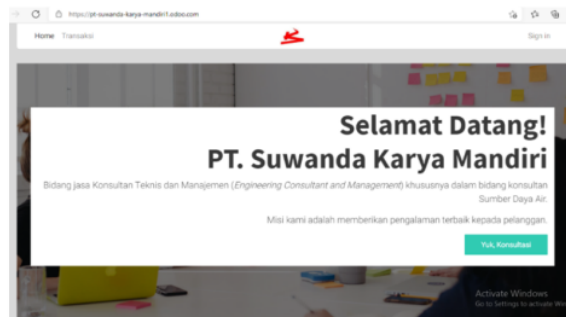 https://pt-suwanda-karya-mandiri1.odoo.com
Home Transaksi
Sign in
Selamat Datang!
PT. Suwanda Karya Mandiri
Bidang jasa Konsultan Teknis dan Manajemen (Engineering Consultant and Management) khususnya dalam bidang konsultan
Sumber Daya Air.
Misi kami adalah memberikan pengalaman terbaik kepada pelanggan.
Yuk, Konsultasi
Activate Windows
Go to Settings to activate Win